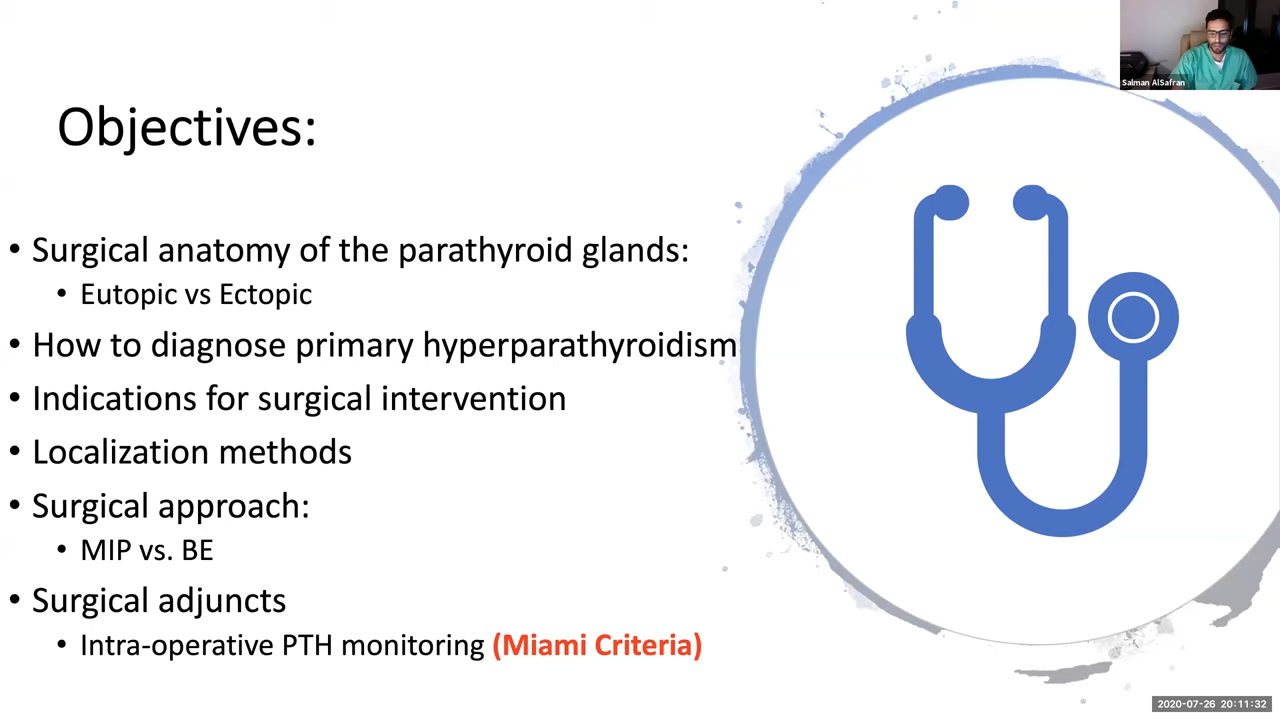 Salman AlSafran
Objectives:
• Surgical anatomy of the parathyroid glands:
• Eutopic vs Ectopic
• How to diagnose primary hyperparathyroidism
• Indications for surgical intervention
• Localization methods
• Surgical approach:
• MIP vs. BE
• Surgical adjuncts
• Intra-operative PTH monitoring (Miami Criteria)
2020-07-26 20:11:32